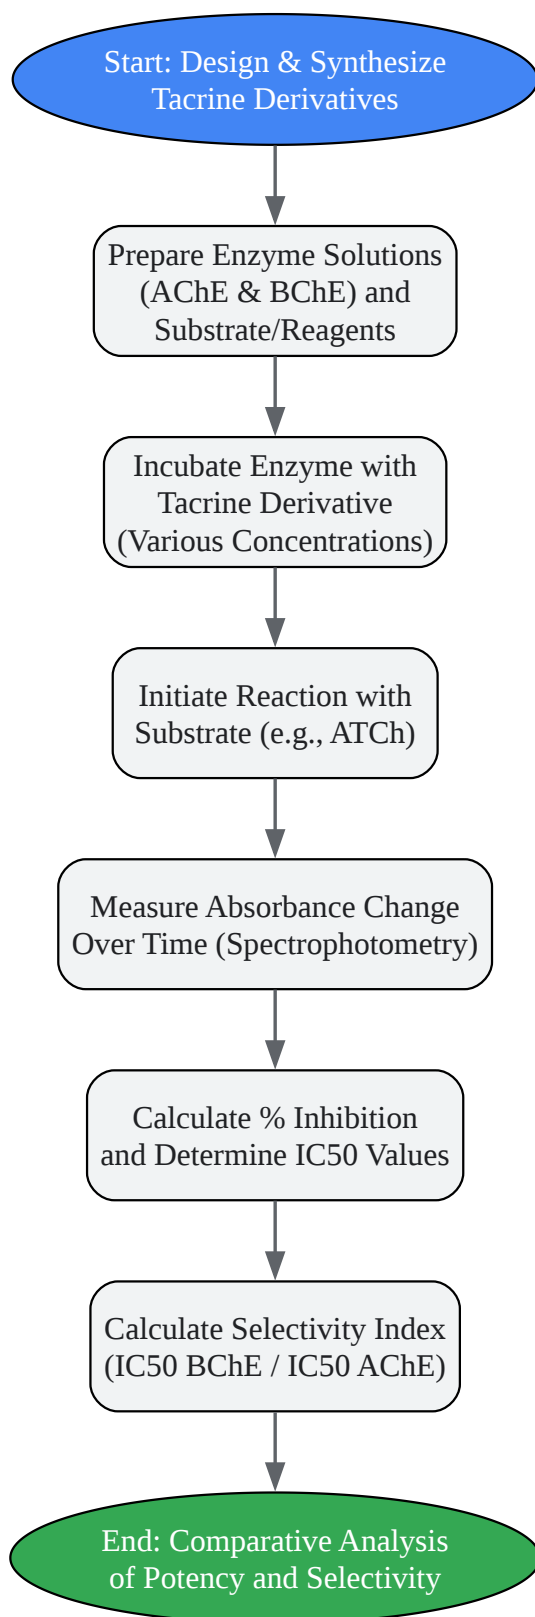 Start: Design & Synthesize
Tacrine Derivatives
Prepare Enzyme Solutions
(AChE & BChE) and
Substrate/Reagents
Incubate Enzyme with
Tacrine Derivative
(Various Concentrations)
Initiate Reaction with
Substrate (e.g., ATCh)
Measure Absorbance Change
Over Time (Spectrophotometry)
Calculate % Inhibition
and Determine IC50 Values
Calculate Selectivity Index
(IC50 BChE / IC50 AChE)
End: Comparative Analysis
of Potency and Selectivity